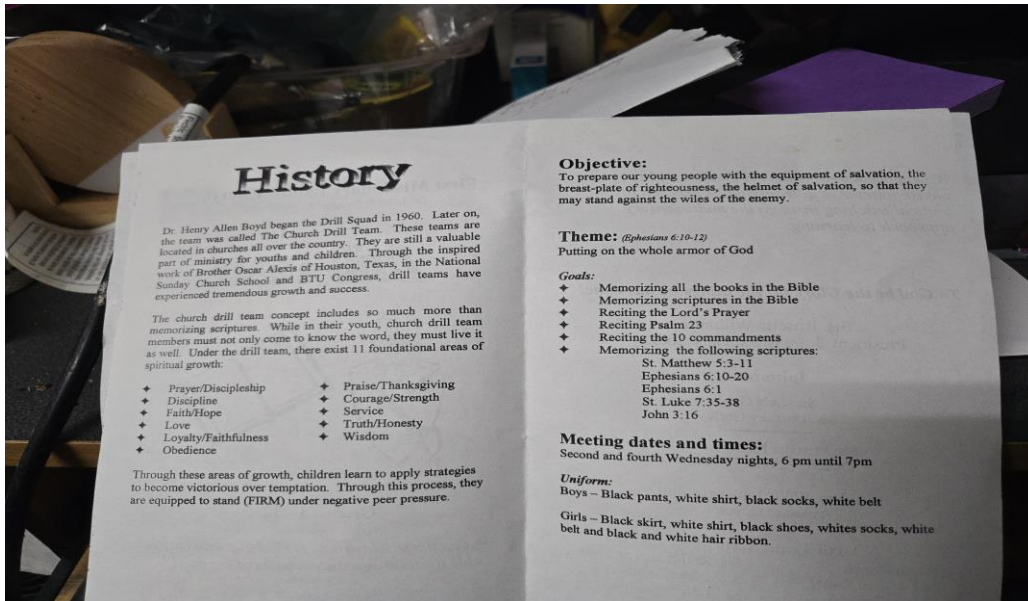 History
Dr. Henry Allen Boyd began the Drill Squad in 1960. Later on,
the team was called The Church Drill Team. These teams are
located in churches all over the country. They are still a valuable
part of ministry for youths and children. Through the inspired
work of Brother Oscar Alexis of Houston, Texas, in the National
Sunday Church School and BTU Congress, drill teams have
experienced tremendous growth and success.
The church drill team concept includes so much more than
memorizing scriptures. While in their youth, church drill team
members must not only come to know the word, they must live it
as well. Under the drill team, there exist 11 foundational areas of
spiritual growth:
✦ Prayer/Discipleship
✦ Discipline
✦ Faith/Hope
✦ Love
✦ Loyalty/Faithfulness
✦ Obedience
✦ Praise/Thanksgiving
✦ Courage/Strength
✦ Service
✦ Truth/Honesty
✦ Wisdom
Through these areas of growth, children learn to apply strategies
to become victorious over temptation. Through this process, they
are equipped to stand (FIRM) under negative peer pressure.
Objective:
To prepare our young people with the equipment of salvation, the
breast-plate of righteousness, the helmet of salvation, so that they
may stand against the wiles of the enemy.
Theme: (Ephesians 6:10-12)
Putting on the whole armor of God
Goals:
✦ Memorizing all the books in the Bible
✦ Memorizing scriptures in the Bible
✦ Reciting the Lord's Prayer
✦ Reciting Psalm 23
✦ Reciting the 10 commandments
✦ Memorizing the following scriptures:
St. Matthew 5:3-11
Ephesians 6:10-20
Ephesians 6:1
St. Luke 7:35-38
John 3:16
Meeting dates and times:
Second and fourth Wednesday nights, 6 pm until 7pm
Uniform:
Boys – Black pants, white shirt, black socks, white belt
Girls – Black skirt, white shirt, black shoes, whites socks, white
belt and black and white hair ribbon.